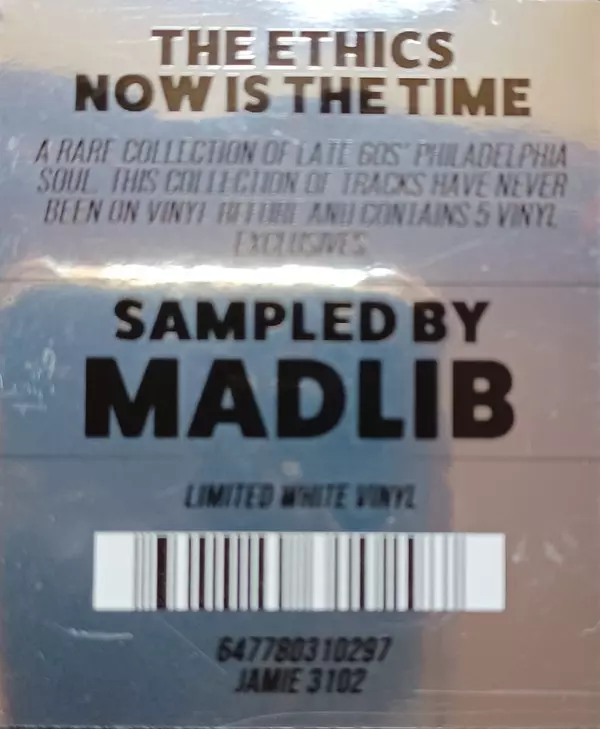 THE ETHICS
NOW IS THE TIME
A RARE COLLECTION OF LATE 60S' PHILADELPHIA
SOUL. THIS COLLECTION OF TRACKS HAVE NEVER
BEEN ON VINYL BEFORE AND CONTAINS 5 VINYL
EXCLUSIVES
SAMPLED BY
MADLIB
LIMITED WHITE VINYL
647780310297
JAMIE 3102